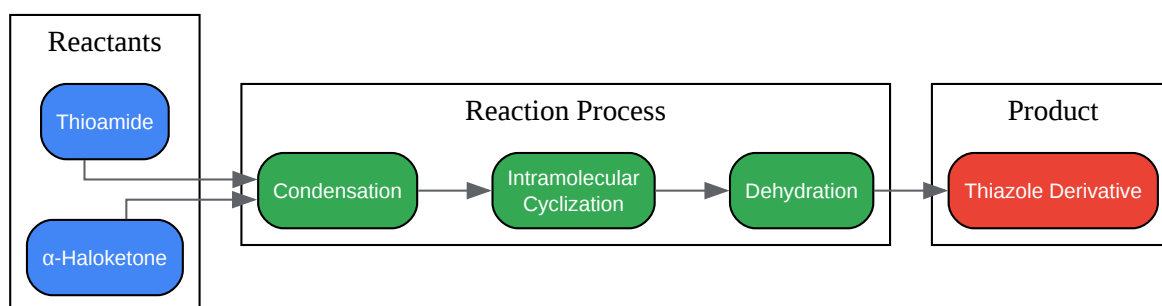 Reactants
Thioamide
α-Haloketone
Reaction Process
Condensation
Intramolecular
Cyclization
Dehydration
Product
Thiazole Derivative